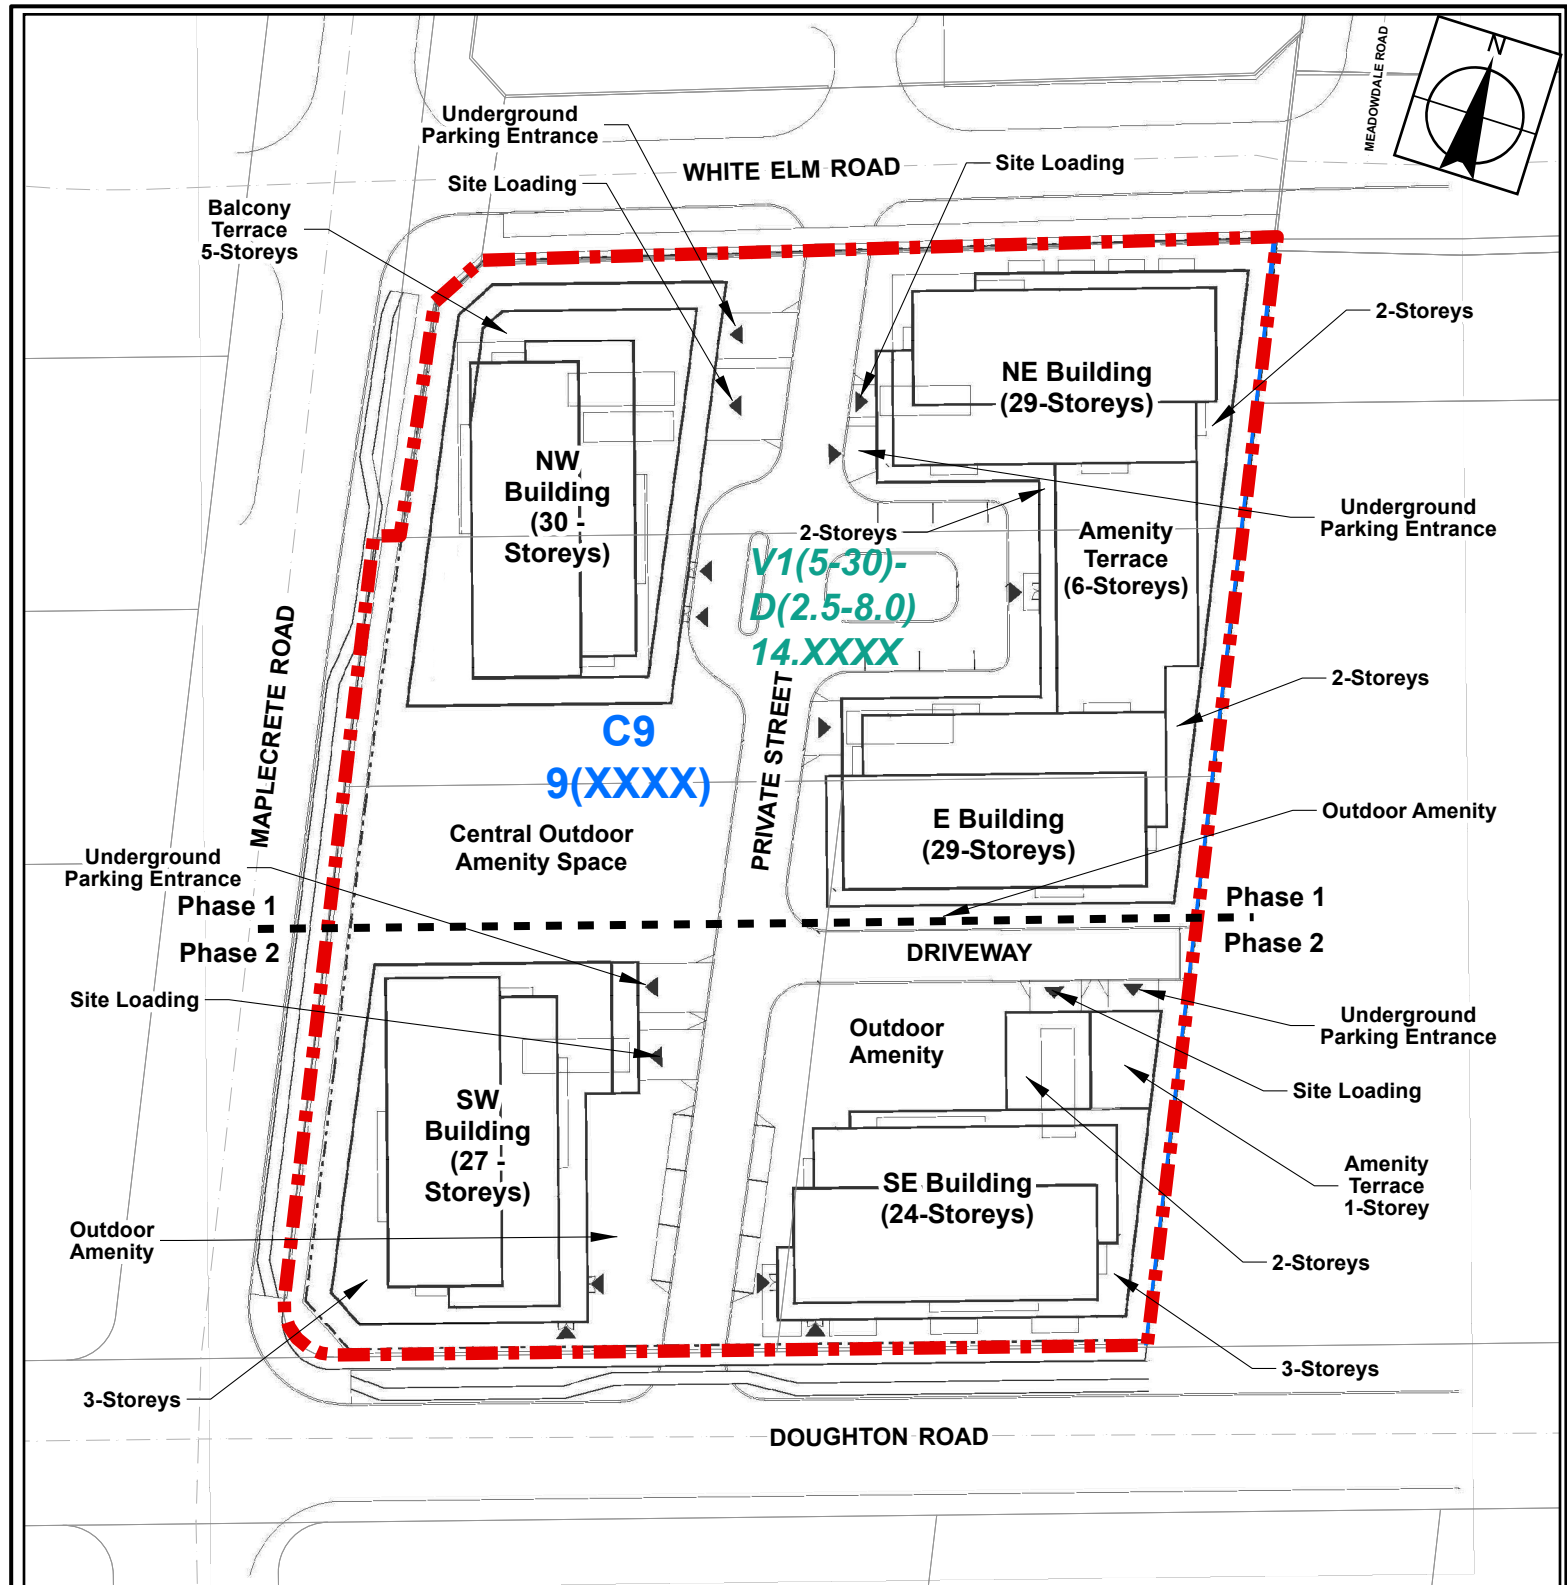 N
MEADOWDALE ROAD
Underground
Parking Entrance
WHITE ELM ROAD
Site Loading
Site Loading
Balcony
Terrace
5-Storeys
2-Storeys
NE Building
(29-Storeys)
NW
Building
(30 -
Storeys)
Underground
Parking Entrance
2-Storeys
Amenity
Terrace
(6-Storeys)
V1(5-30)-
D(2.5-8.0)
14.XXXX
MAPLECRETE ROAD
2-Storeys
PRIVATE STREET
C9
9(XXXX)
Central Outdoor
Amenity Space
E Building
(29-Storeys)
Outdoor Amenity
Underground
Parking Entrance
Phase 1
Phase 2
Phase 1
Phase 2
DRIVEWAY
Site Loading
Outdoor
Amenity
Underground
Parking Entrance
Site Loading
SW
Building
(27 -
Storeys)
SE Building
(24-Storeys)
Amenity
Terrace
1-Storey
Outdoor
Amenity
2-Storeys
3-Storeys
3-Storeys
DOUGHTON ROAD